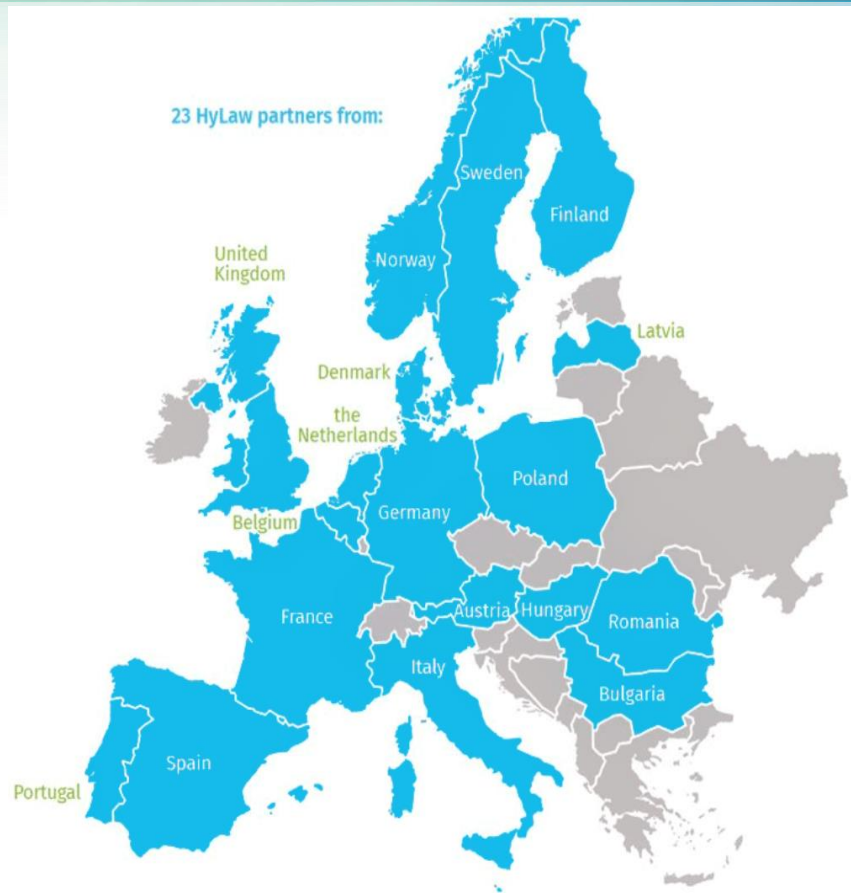 23 HyLaw partners from:
Sweden
Finland
Norway
United
Kingdom
Latvia
Denmark
the
Netherlands
Poland
Germany
Belgium
France
Austria
Hungary
Romania
Italy
Bulgaria
Spain
Portugal